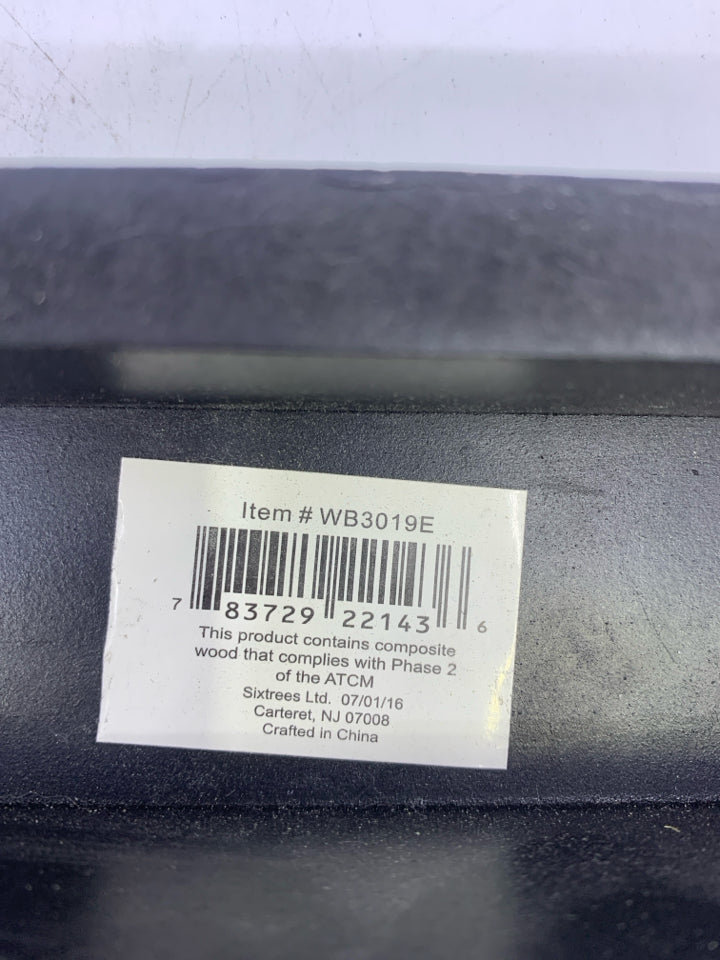 Item # WB3019E
7 83729 22143 6
This product contains composite
wood that complies with Phase 2
of the ATCM
Sixtrees Ltd. 07/01/16
Carteret, NJ 07008
Crafted in China